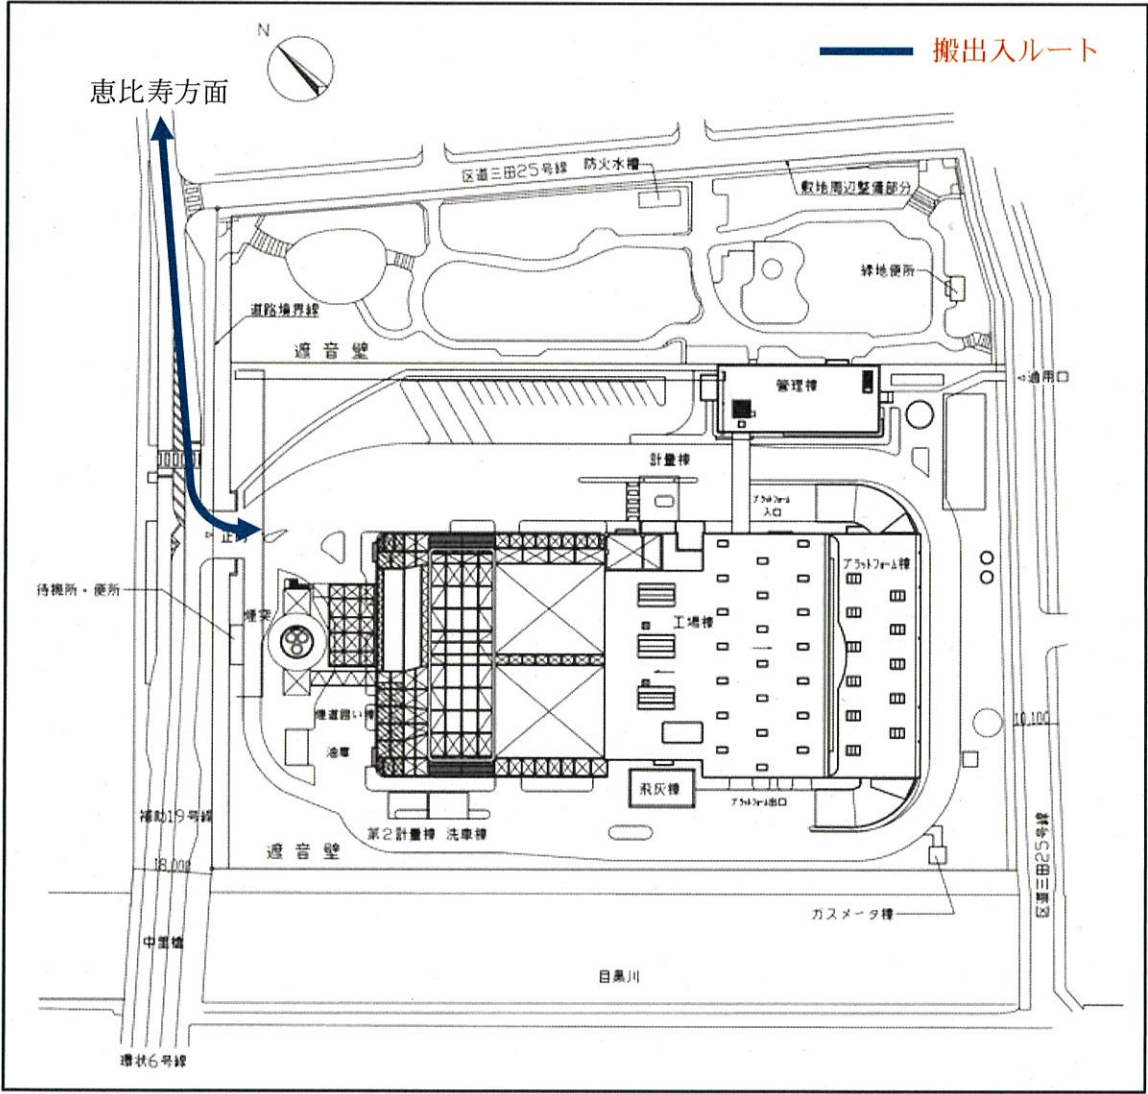 N
搬出入ルート
恵比寿方面
区道三田25号線
防火水槽
敷地周辺整備部分
緑地便所
道路境界線
遮音壁
管理棟
通用口
計量棟
プラットフォーム
入口
正門
プラットフォーム棟
待機所・便所
煙突
工場棟
煙道囲い棟
油庫
10,100
飛灰棟
プラットフォーム出口
補助19号線
第2計量棟
洗車棟
遮音壁
18,000
区道三田25号線
ガスメータ棟
中里橋
目黒川
環状6号線